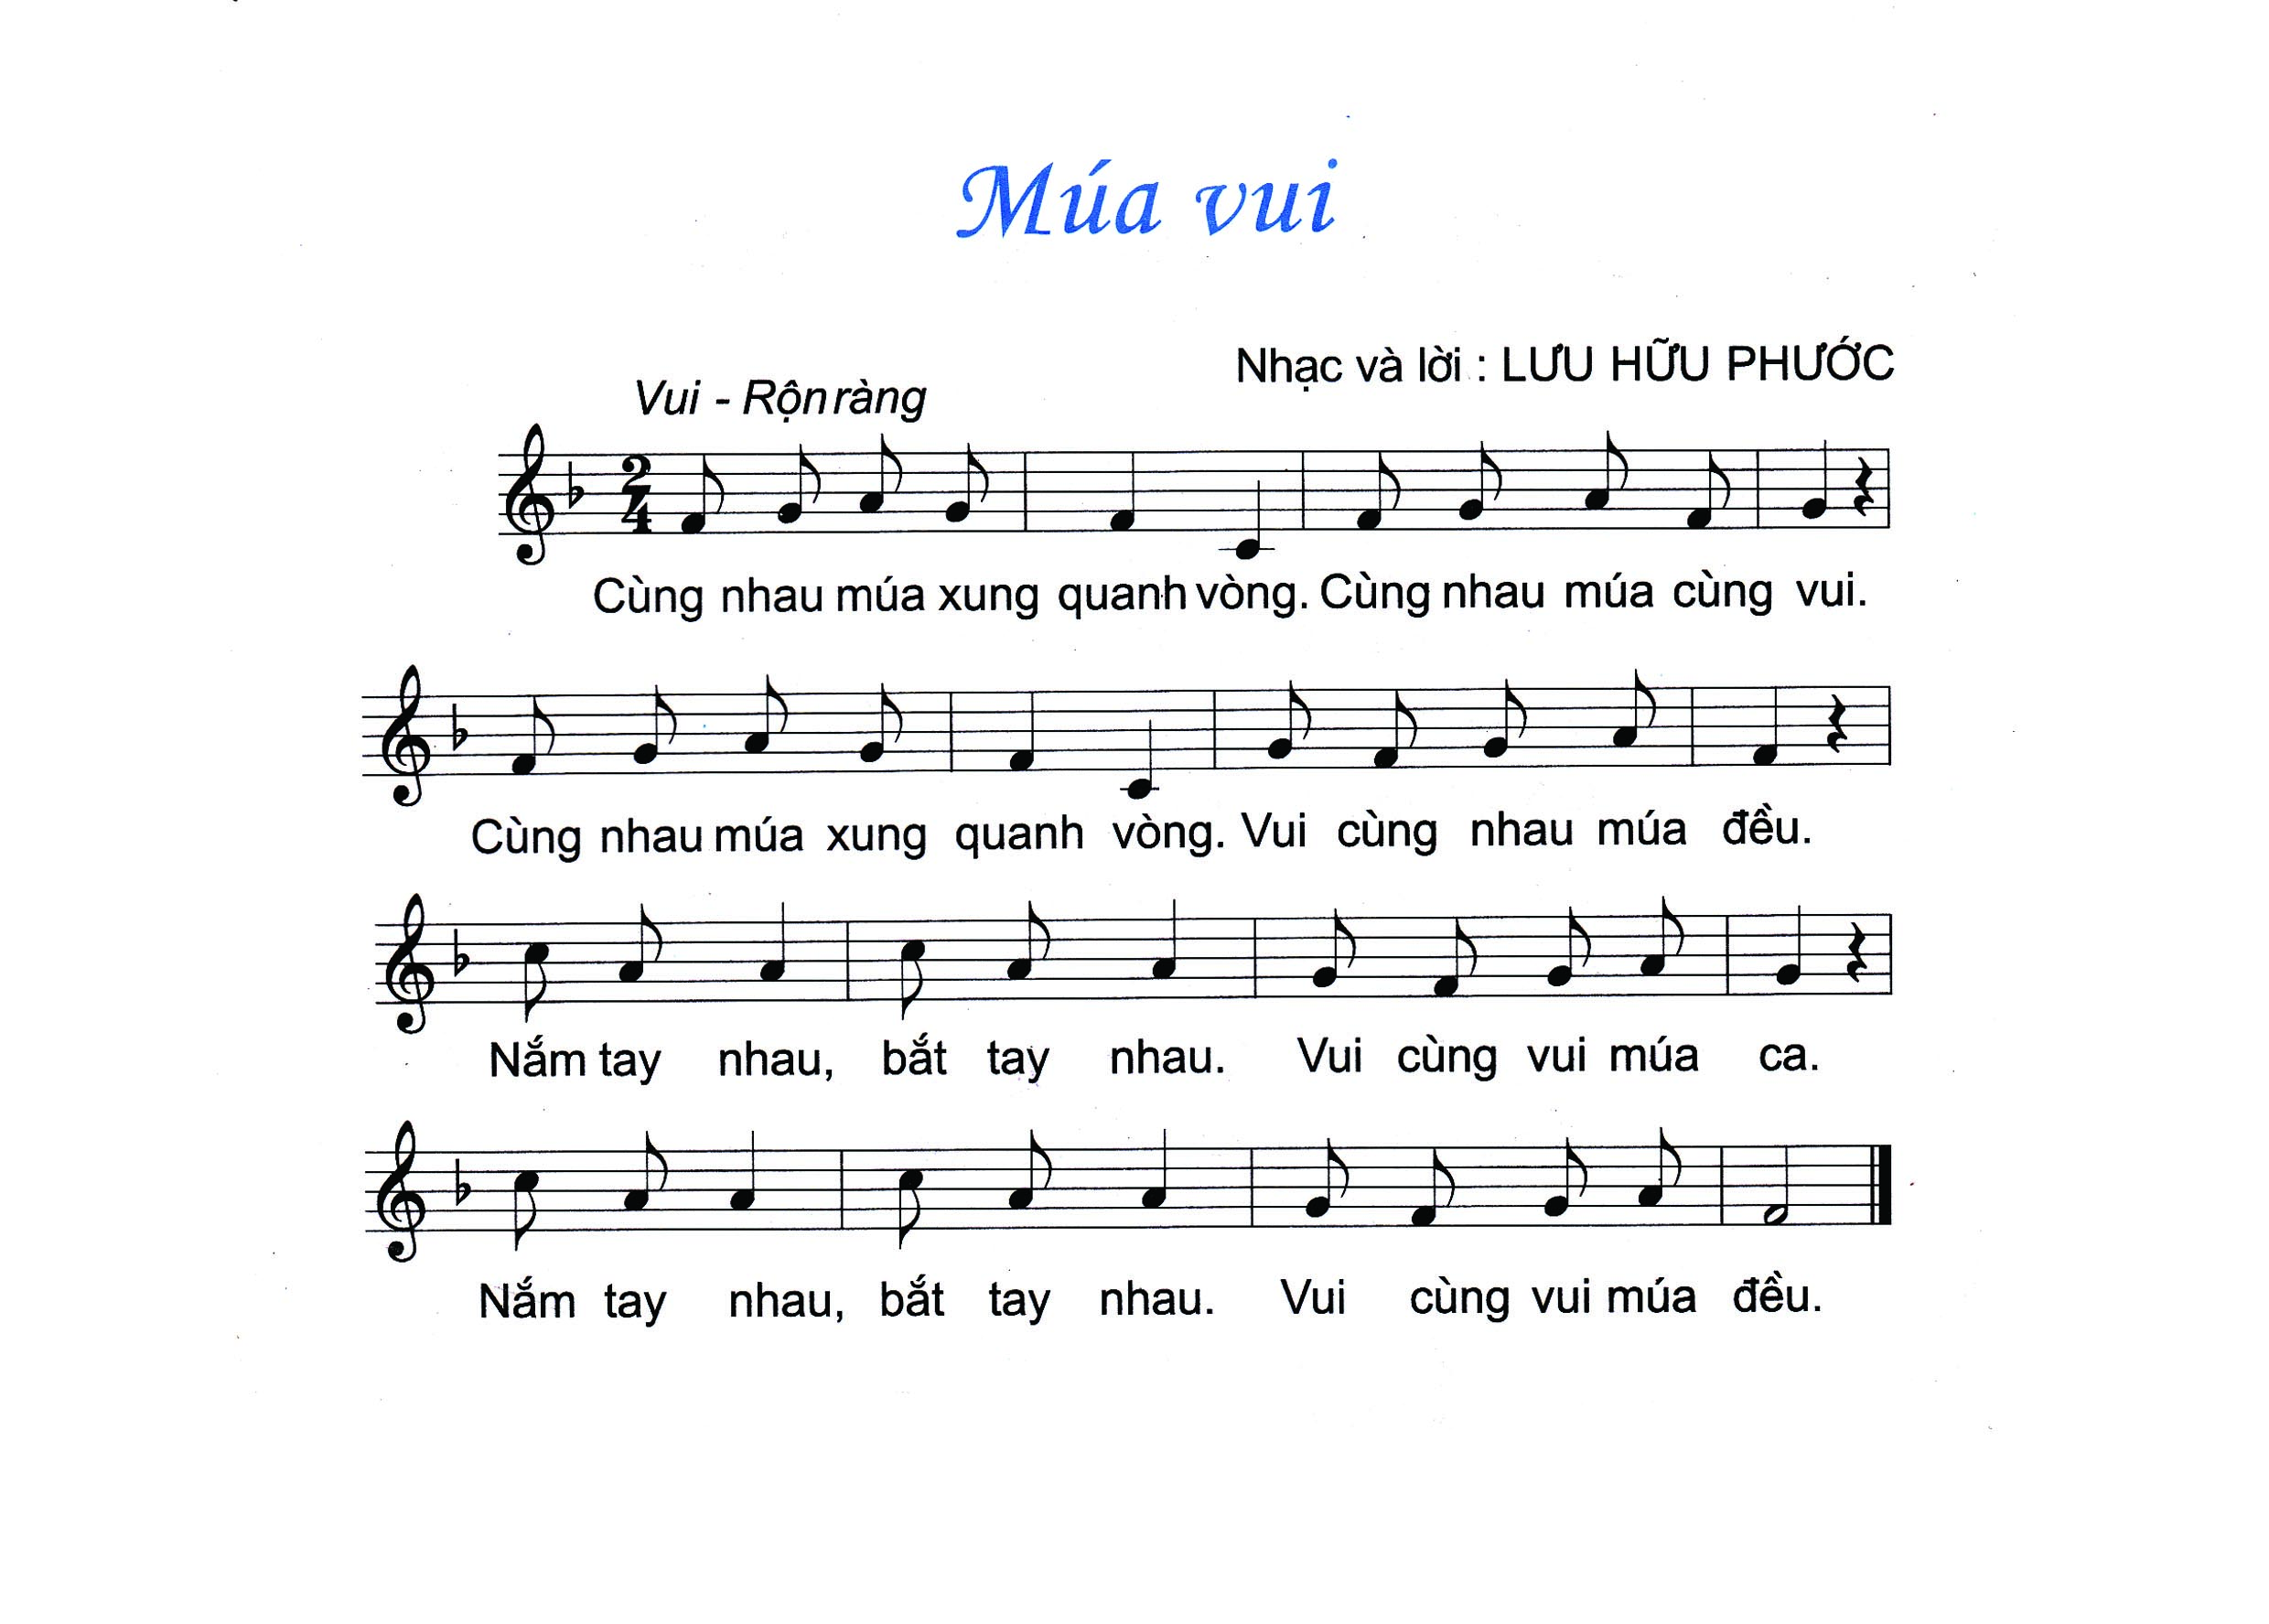 Múa vui
Nhạc và lời : LƯU HỮU PHƯỚC
Vui - Rộn ràng
2
4
Cùng nhau múa xung quanh vòng. Cùng nhau múa cùng vui.
Cùng nhau múa xung quanh vòng. Vui cùng nhau múa đều.
Nắm tay nhau, bắt tay nhau. Vui cùng vui múa ca.
Nắm tay nhau, bắt tay nhau. Vui cùng vui múa đều.